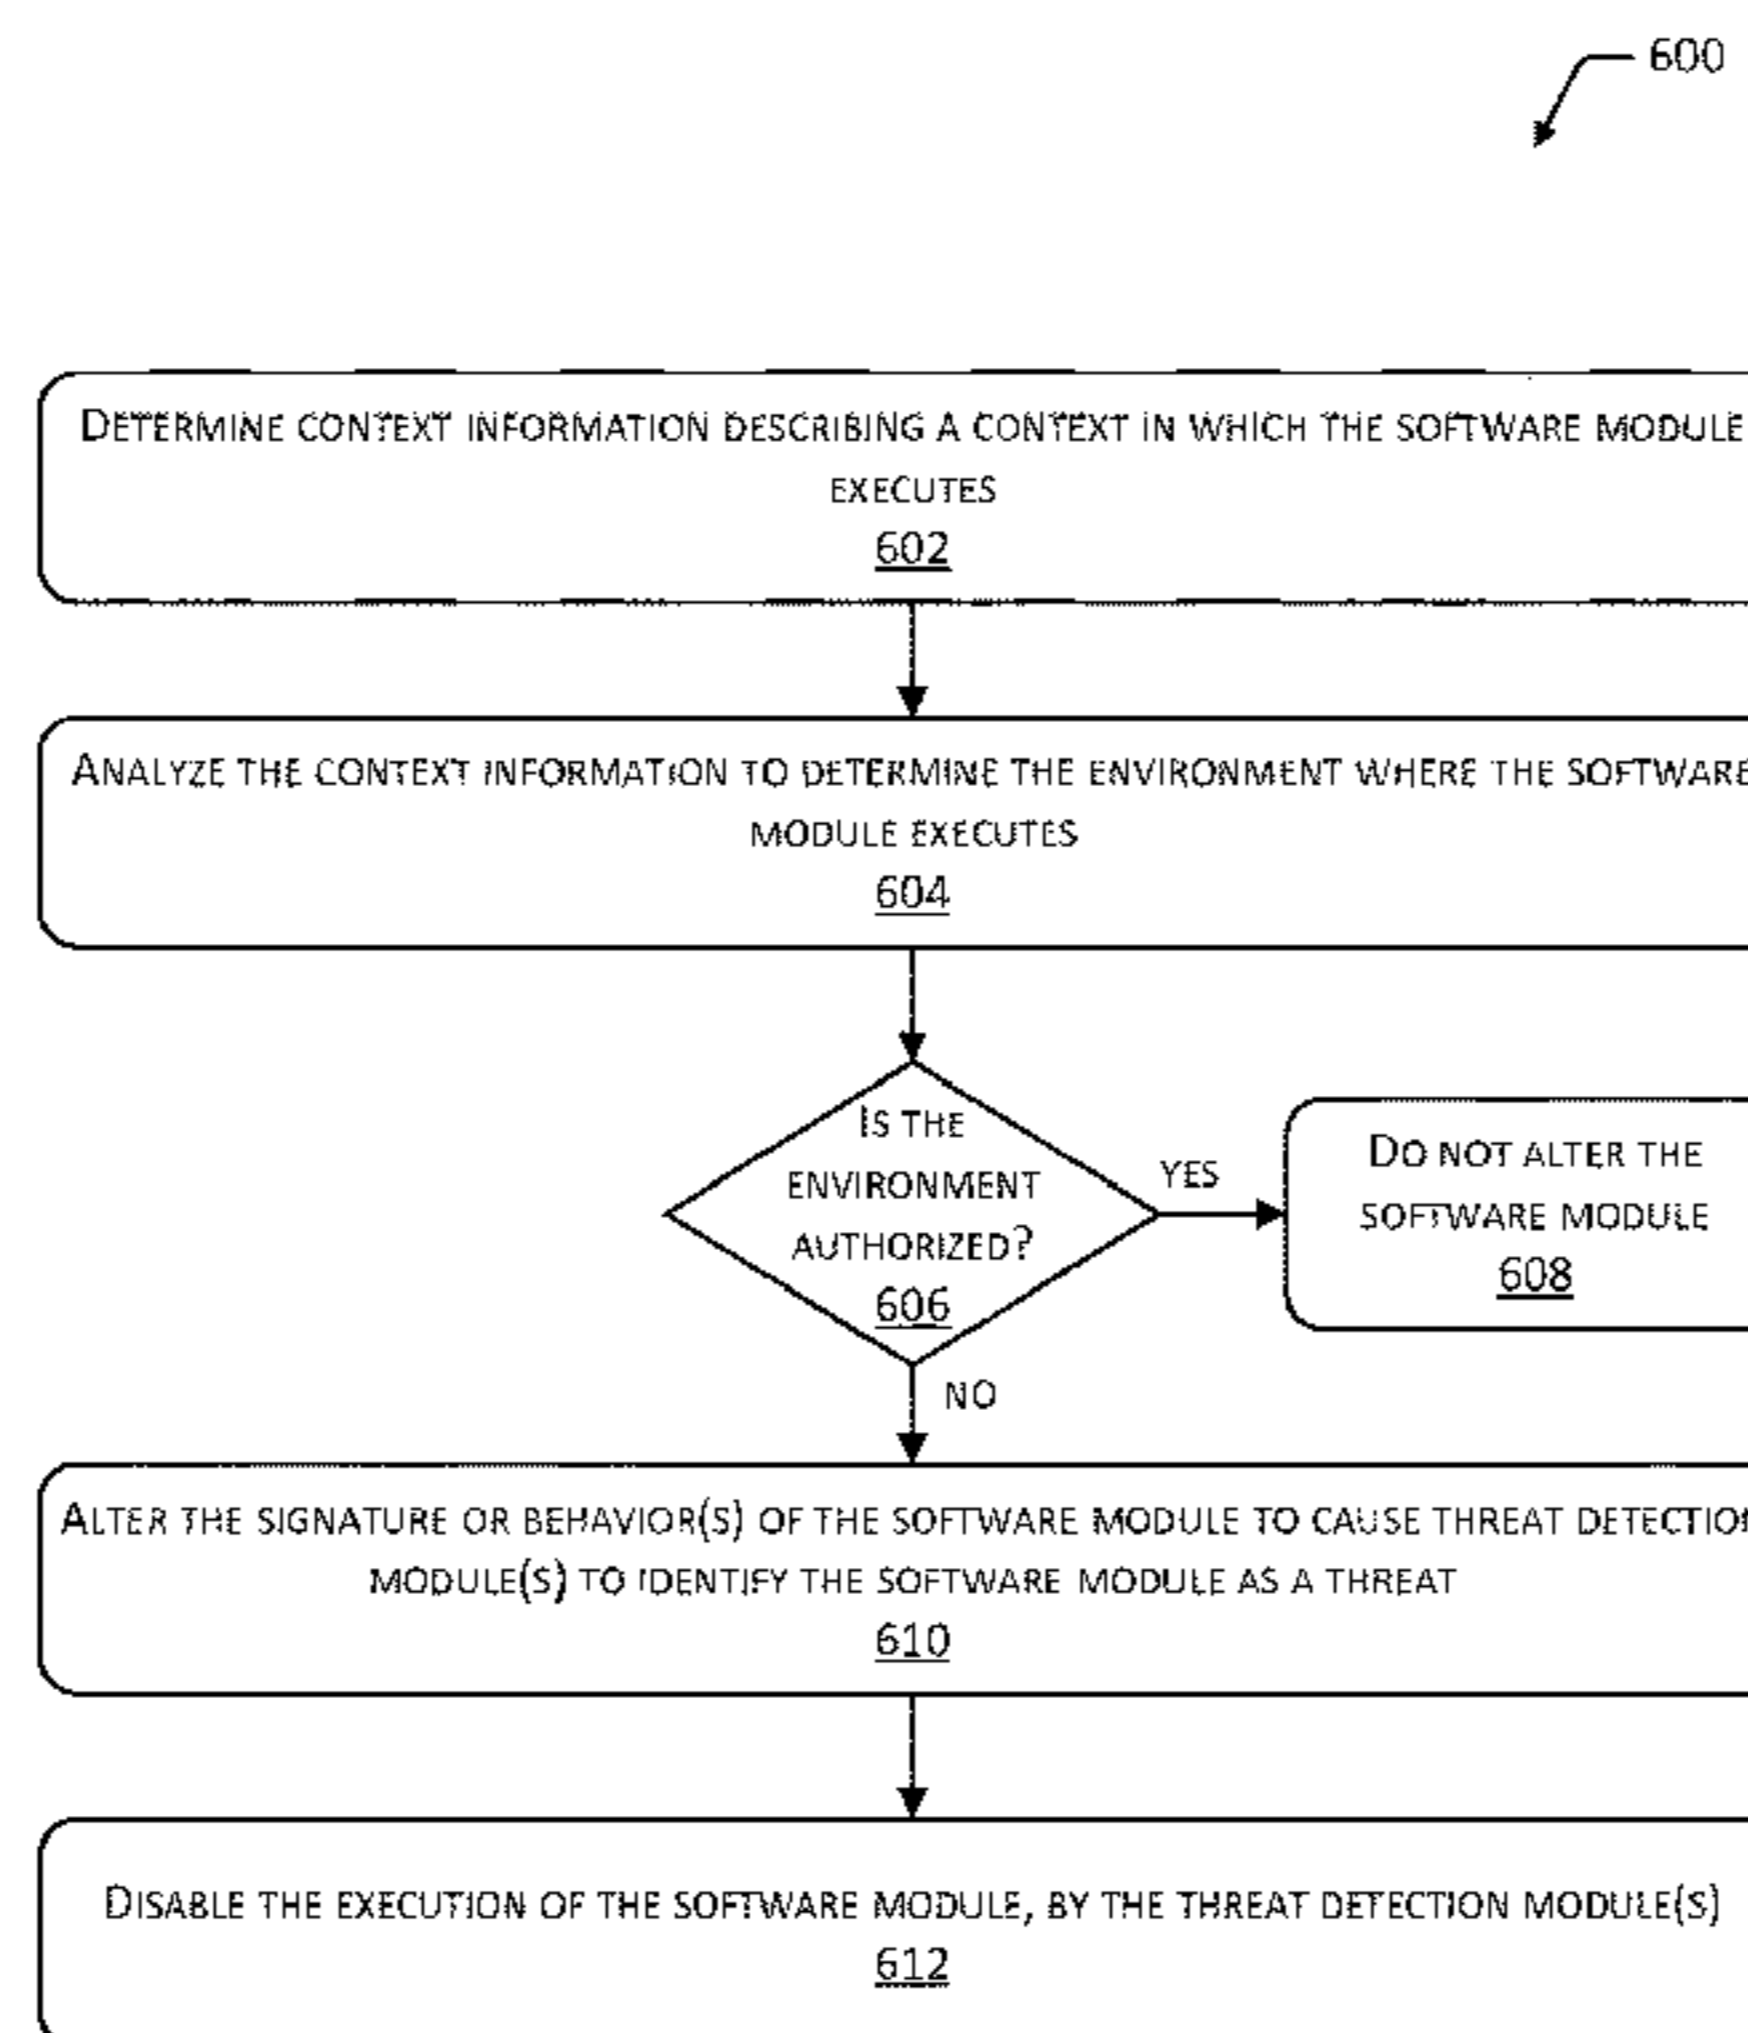 600
DETERMINE CONTEXT INFORMATION DESCRIBING A CONTEXT IN WHICH THE SOFTWARE MODULE
EXECUTES
602
ANALYZE THE CONTEXT INFORMATION TO DETERMINE THE ENVIRONMENT WHERE THE SOFTWARE
MODULE EXECUTES
604
IS THE
ENVIRONMENT
AUTHORIZED?
606
YES
DO NOT ALTER THE
SOFTWARE MODULE
608
NO
ALTER THE SIGNATURE OR BEHAVIOR(S) OF THE SOFTWARE MODULE TO CAUSE THREAT DETECTION
MODULE(S) TO IDENTIFY THE SOFTWARE MODULE AS A THREAT
610
DISABLE THE EXECUTION OF THE SOFTWARE MODULE, BY THE THREAT DETECTION MODULE(S)
612